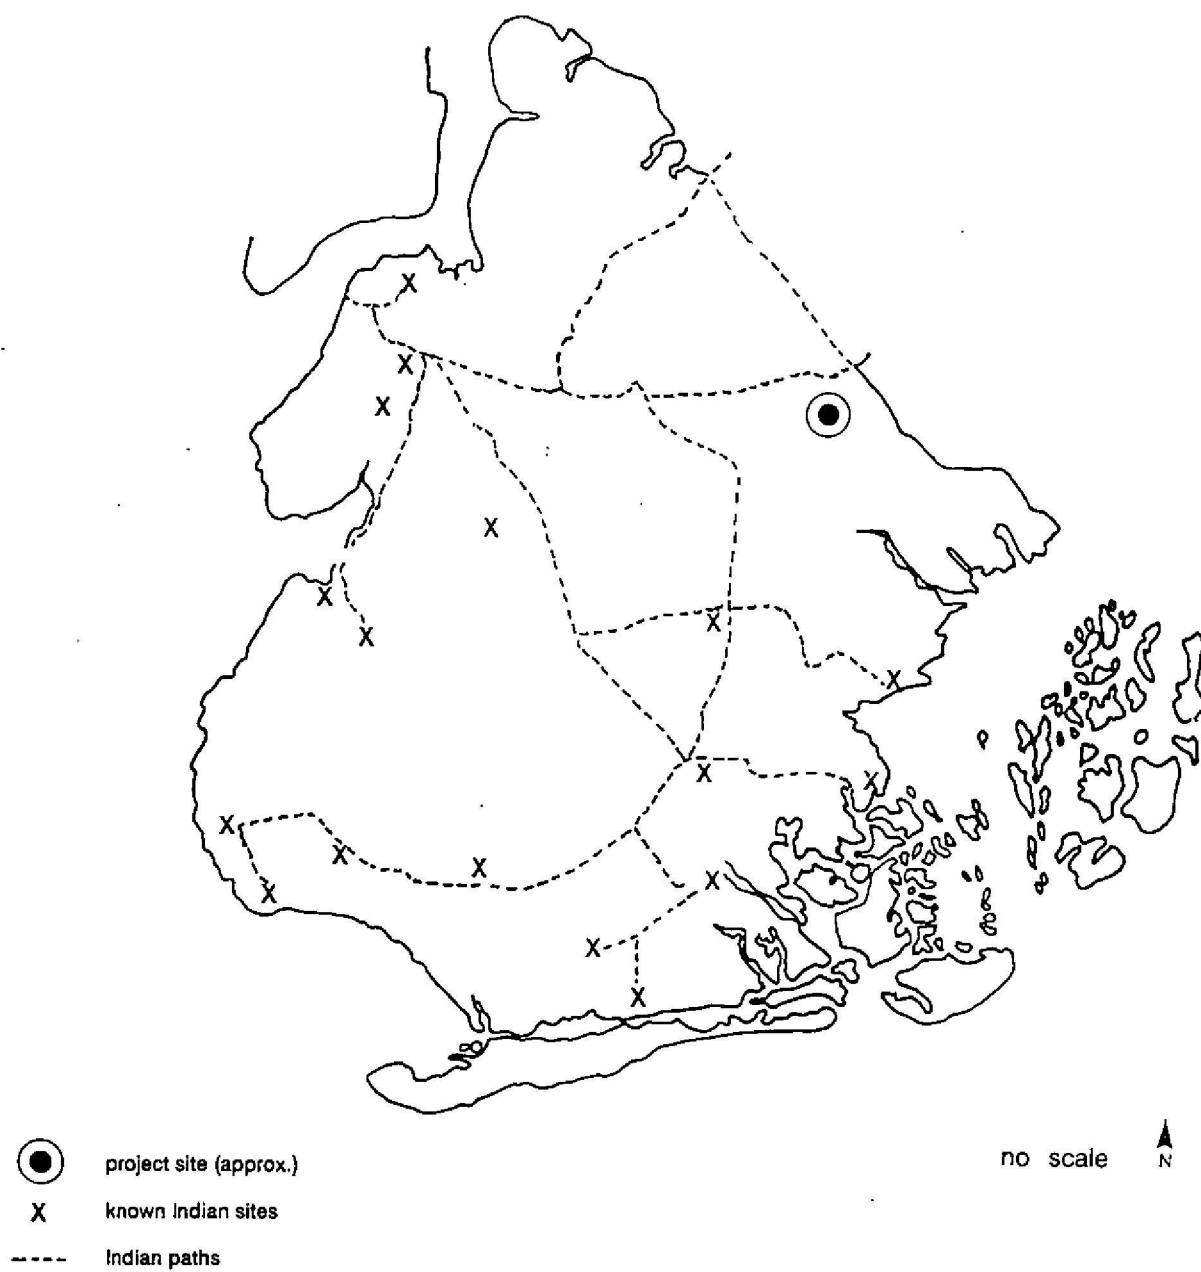 no scale
N
project site (approx.)
X known Indian sites
Indian paths